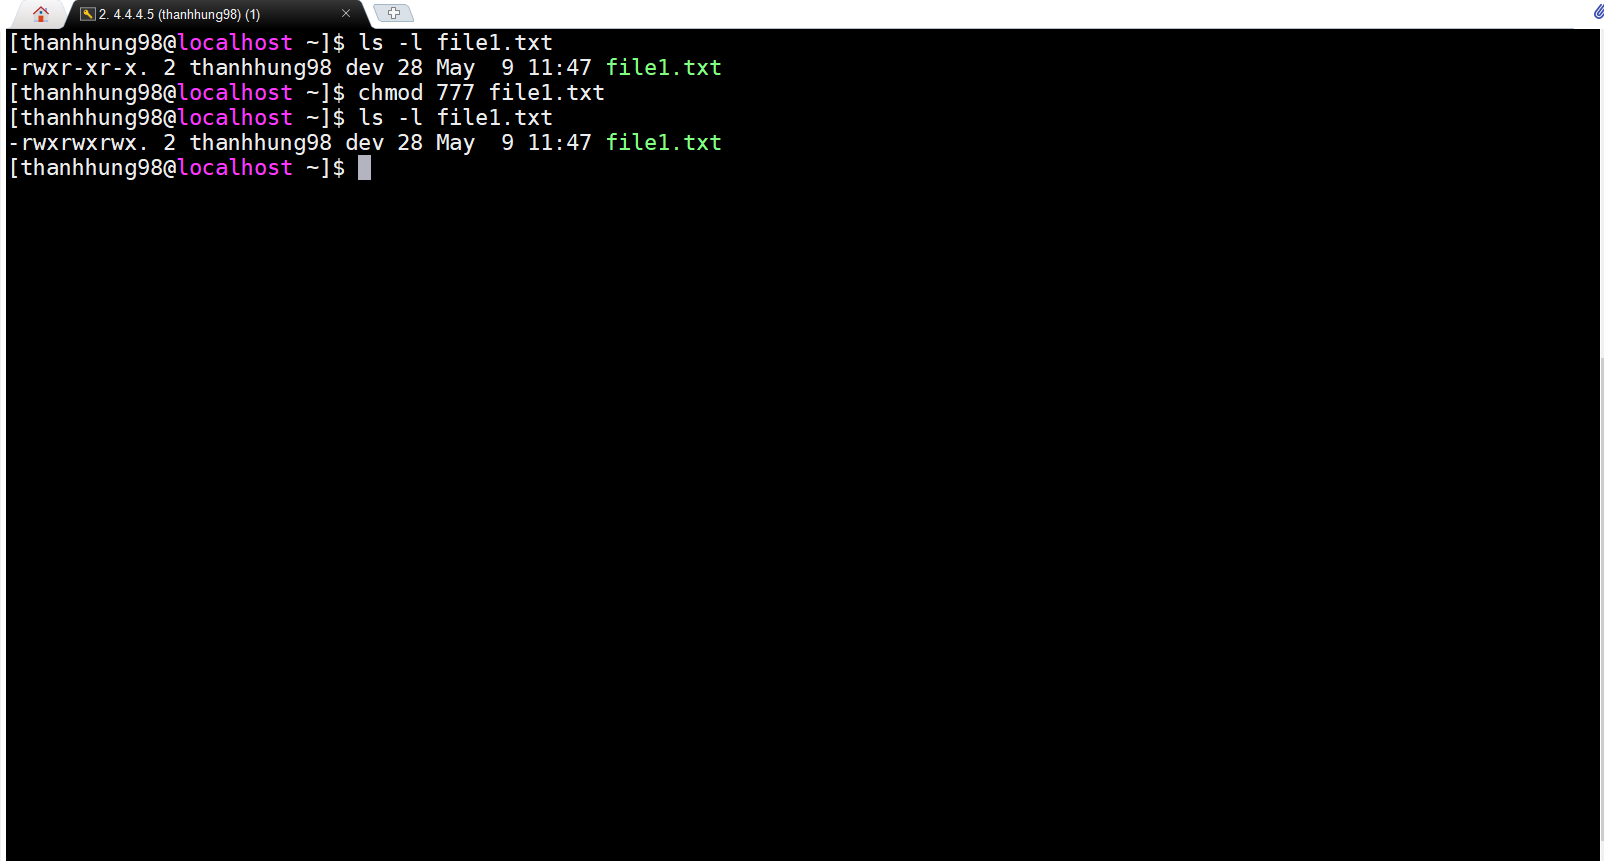 2. 4.4.4.5 (thanhhung98) (1)
[thanhhung98@localhost ~]$ ls -l file1.txt
-rwxr-xr-x. 2 thanhhung98 dev 28 May  9 11:47 file1.txt
[thanhhung98@localhost ~]$ chmod 777 file1.txt
[thanhhung98@localhost ~]$ ls -l file1.txt
-rwxrwxrwx. 2 thanhhung98 dev 28 May  9 11:47 file1.txt
[thanhhung98@localhost ~]$